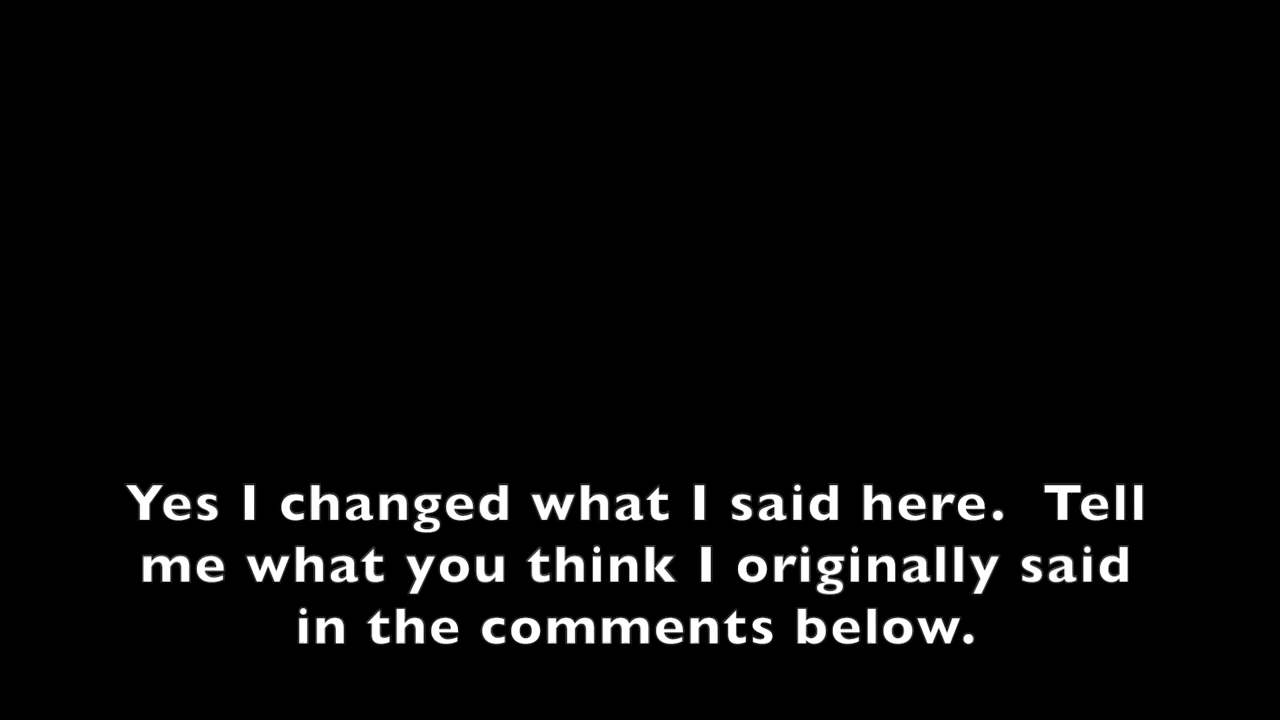 Yes I changed what I said here.  Tell
me what you think I originally said
in the comments below.